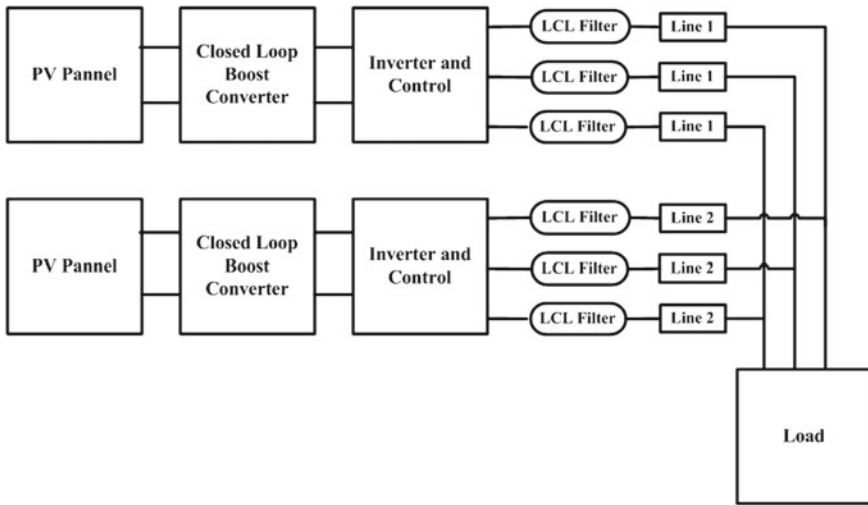 PV Pannel
Closed Loop
Boost
Converter
Inverter and
Control
LCL Filter
Line 1
LCL Filter
Line 1
LCL Filter
Line 1
PV Pannel
Closed Loop
Boost
Converter
Inverter and
Control
LCL Filter
Line 2
LCL Filter
Line 2
LCL Filter
Line 2
Load